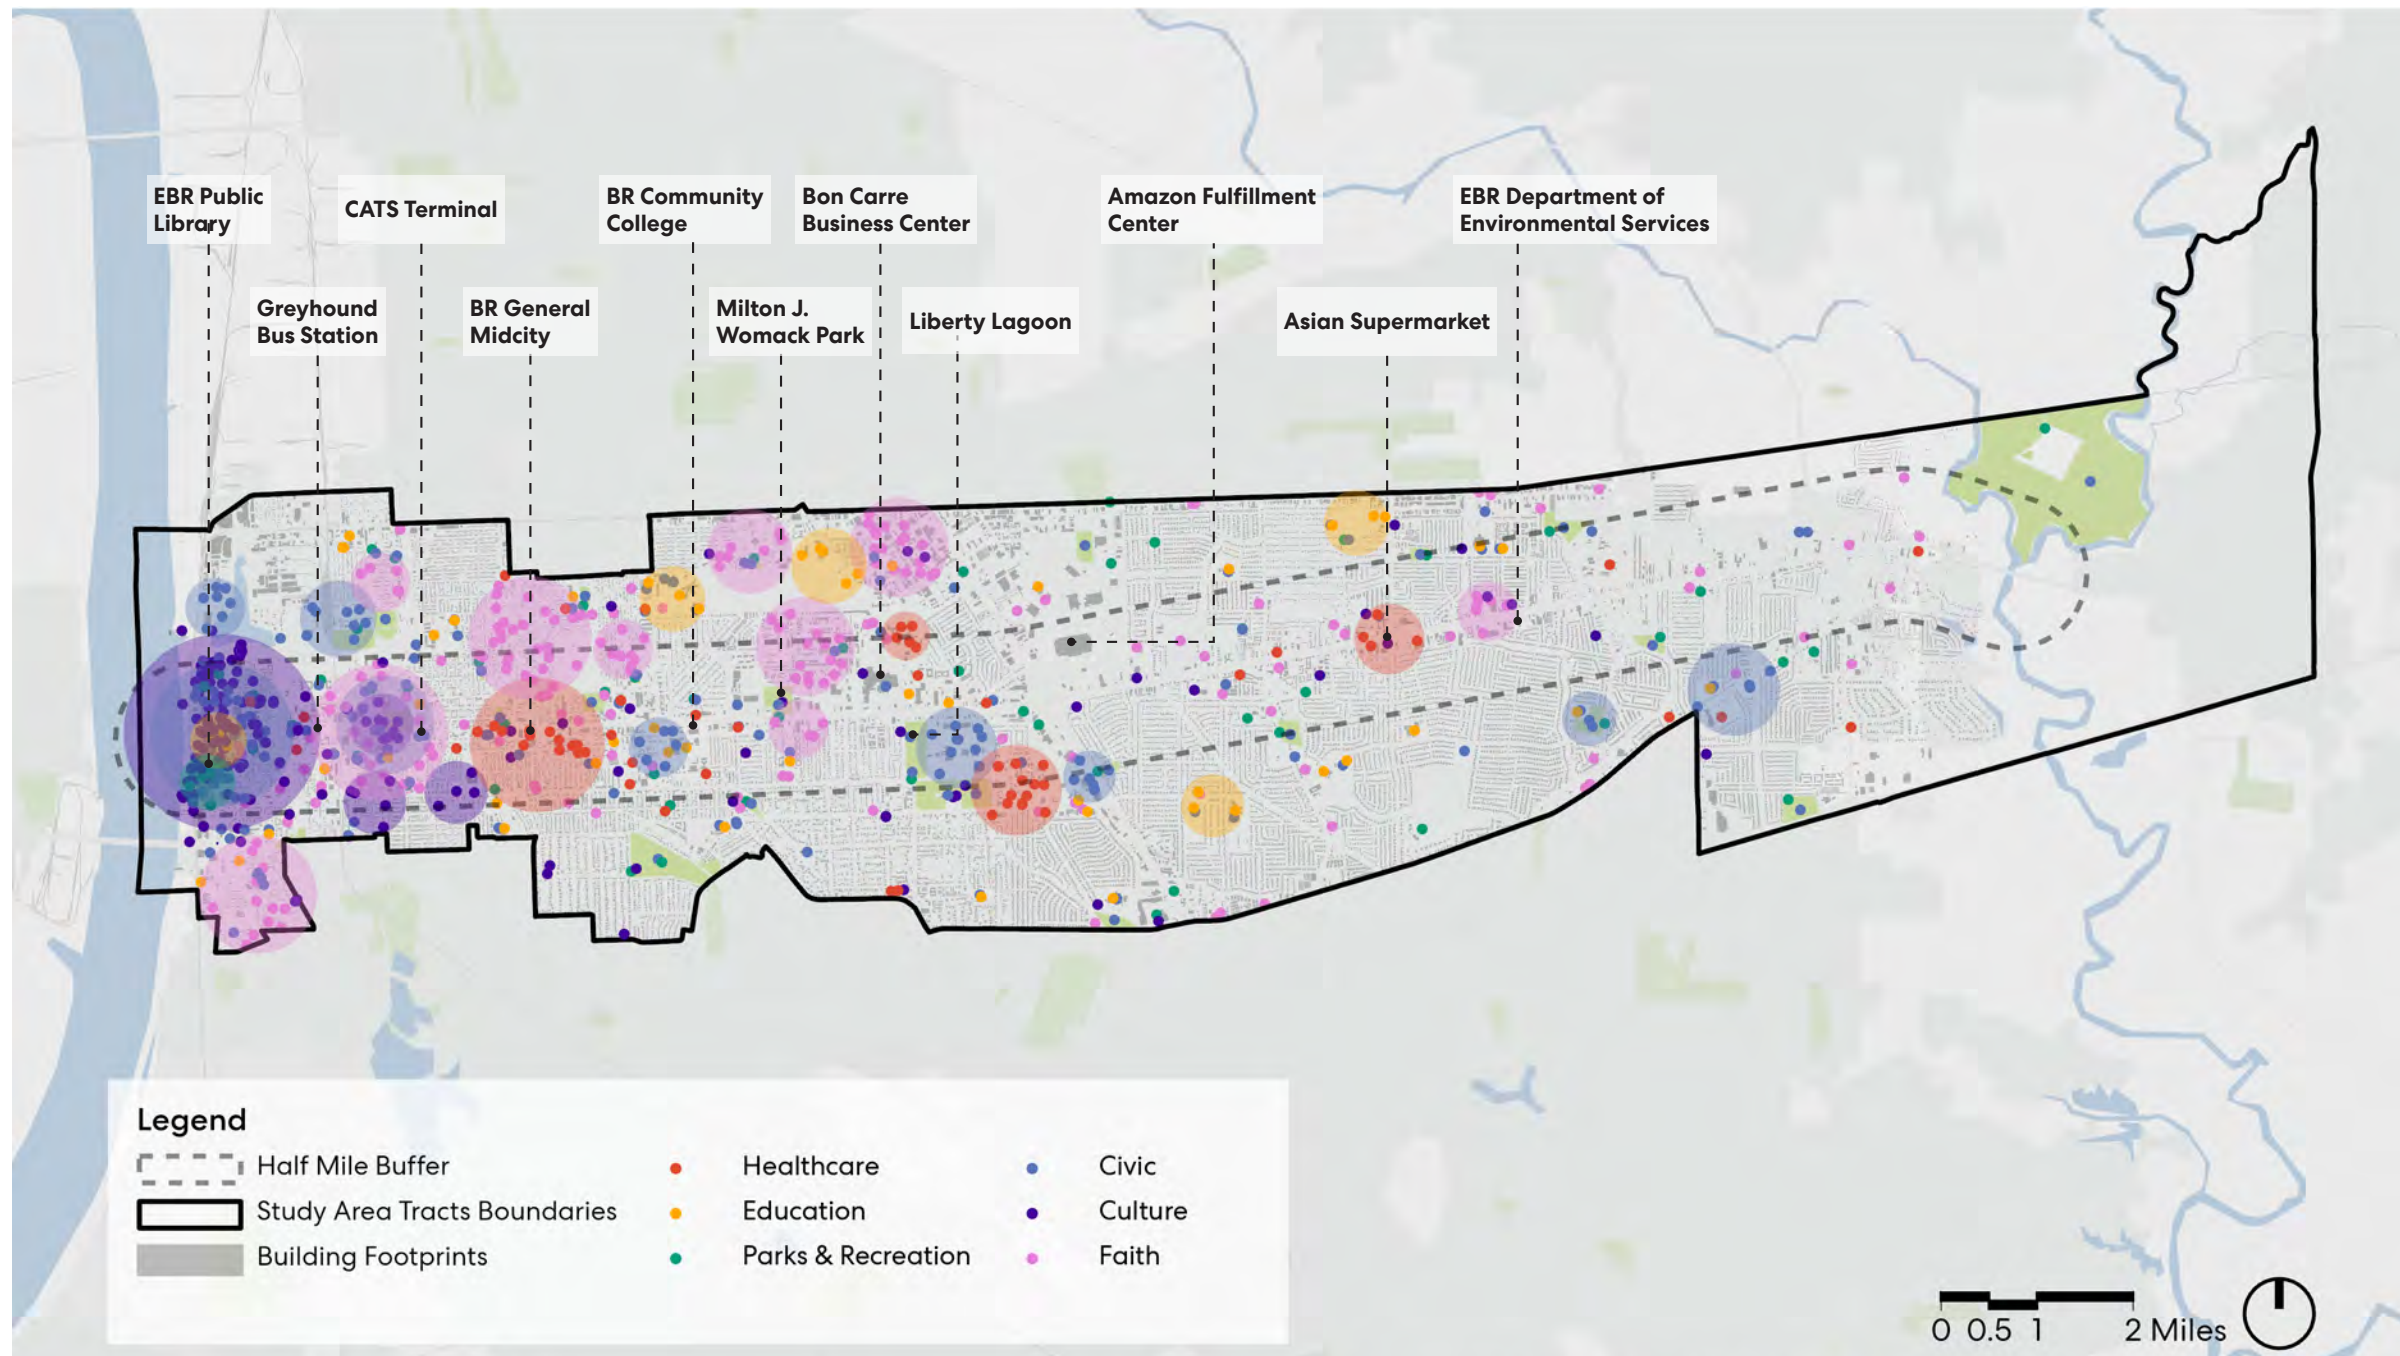 EBR Public
Library
CATS Terminal
BR Community
College
Bon Carre
Business Center
Amazon Fulfillment
Center
EBR Department of
Environmental Services
Greyhound
Bus Station
BR General
Midcity
Milton J.
Womack Park
Liberty Lagoon
Asian Supermarket
Legend
Half Mile Buffer
Study Area Tracts Boundaries
Building Footprints
Healthcare
Education
Parks & Recreation
Civic
Culture
Faith
0 0.5 1 2 Miles